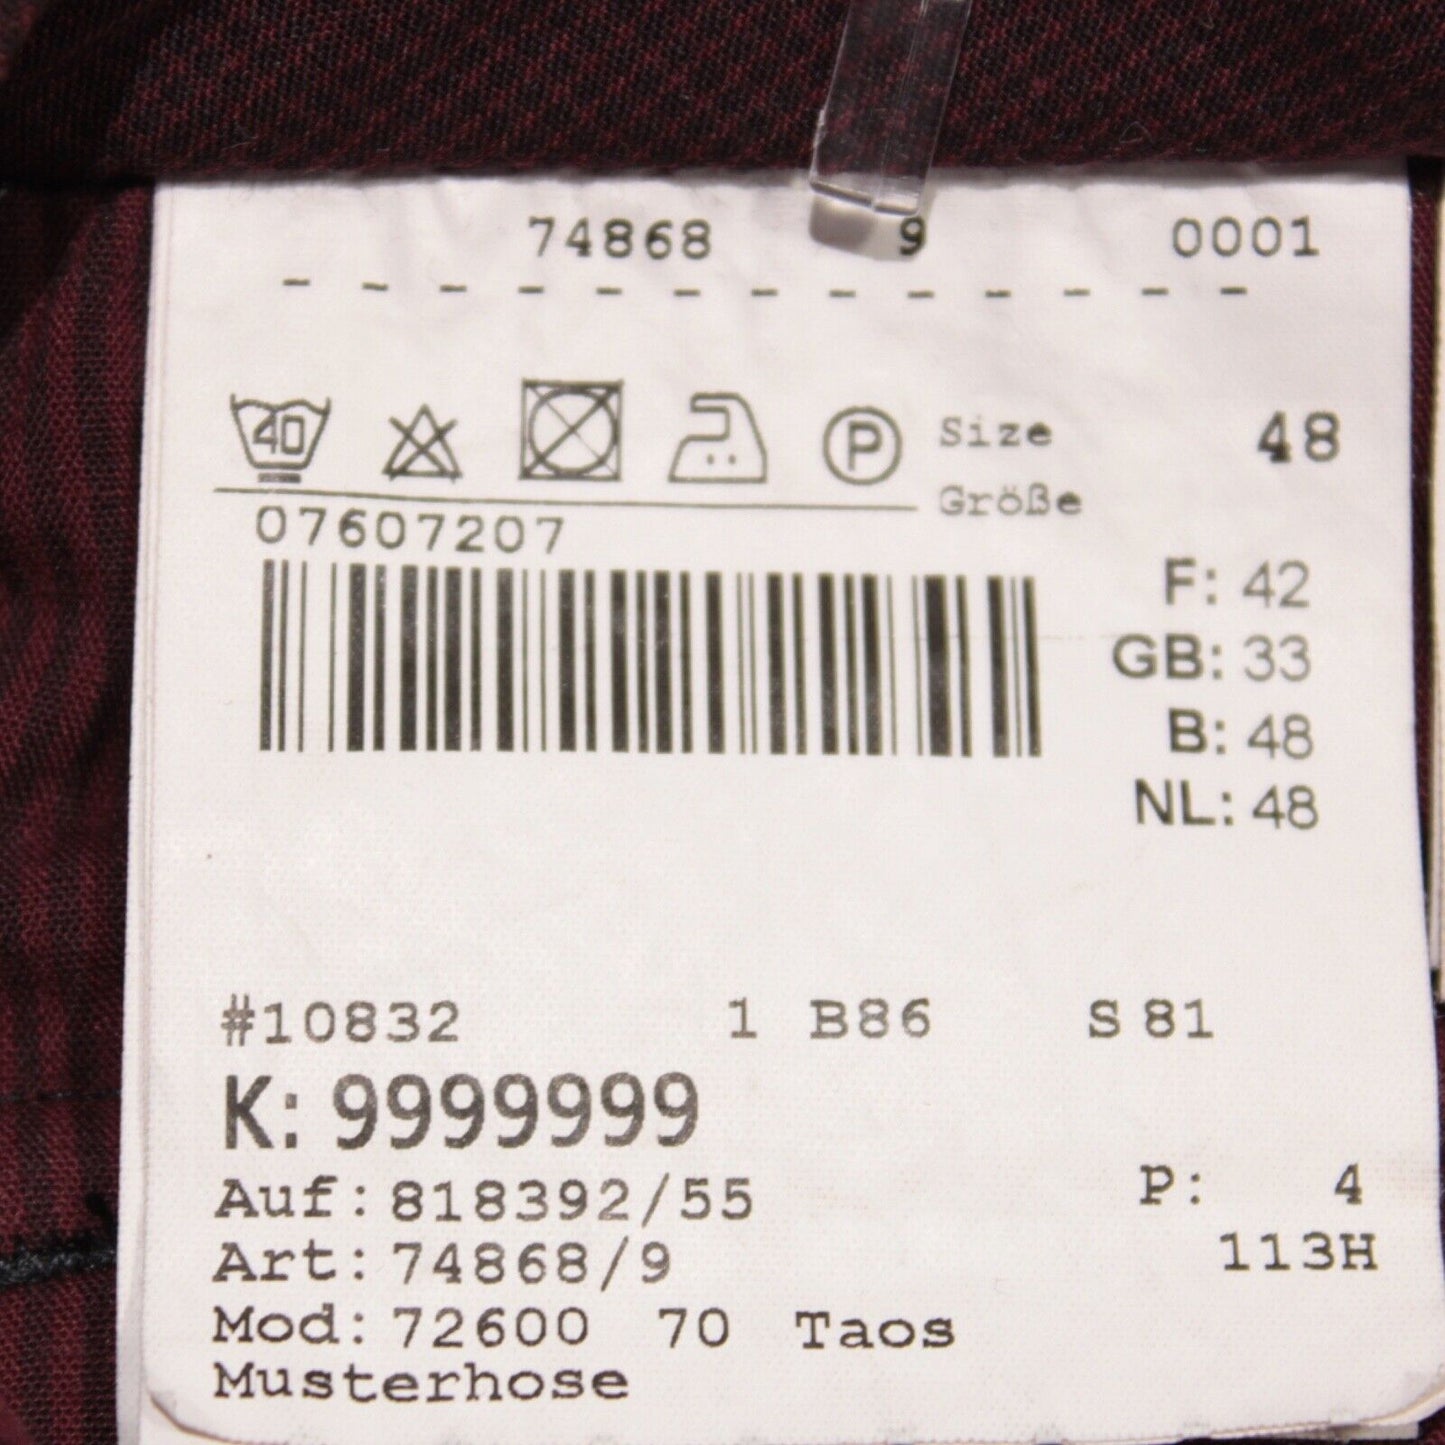 74868 9 0001
- - - - - - - - - - - - -
40 P Size 48
Größe
07607207
F: 42
GB: 33
B: 48
NL: 48
#10832 1 B86 S 81
K: 9999999
Auf: 818392/55 P: 4
Art: 74868/9 113H
Mod: 72600 70 Taos
Musterhose